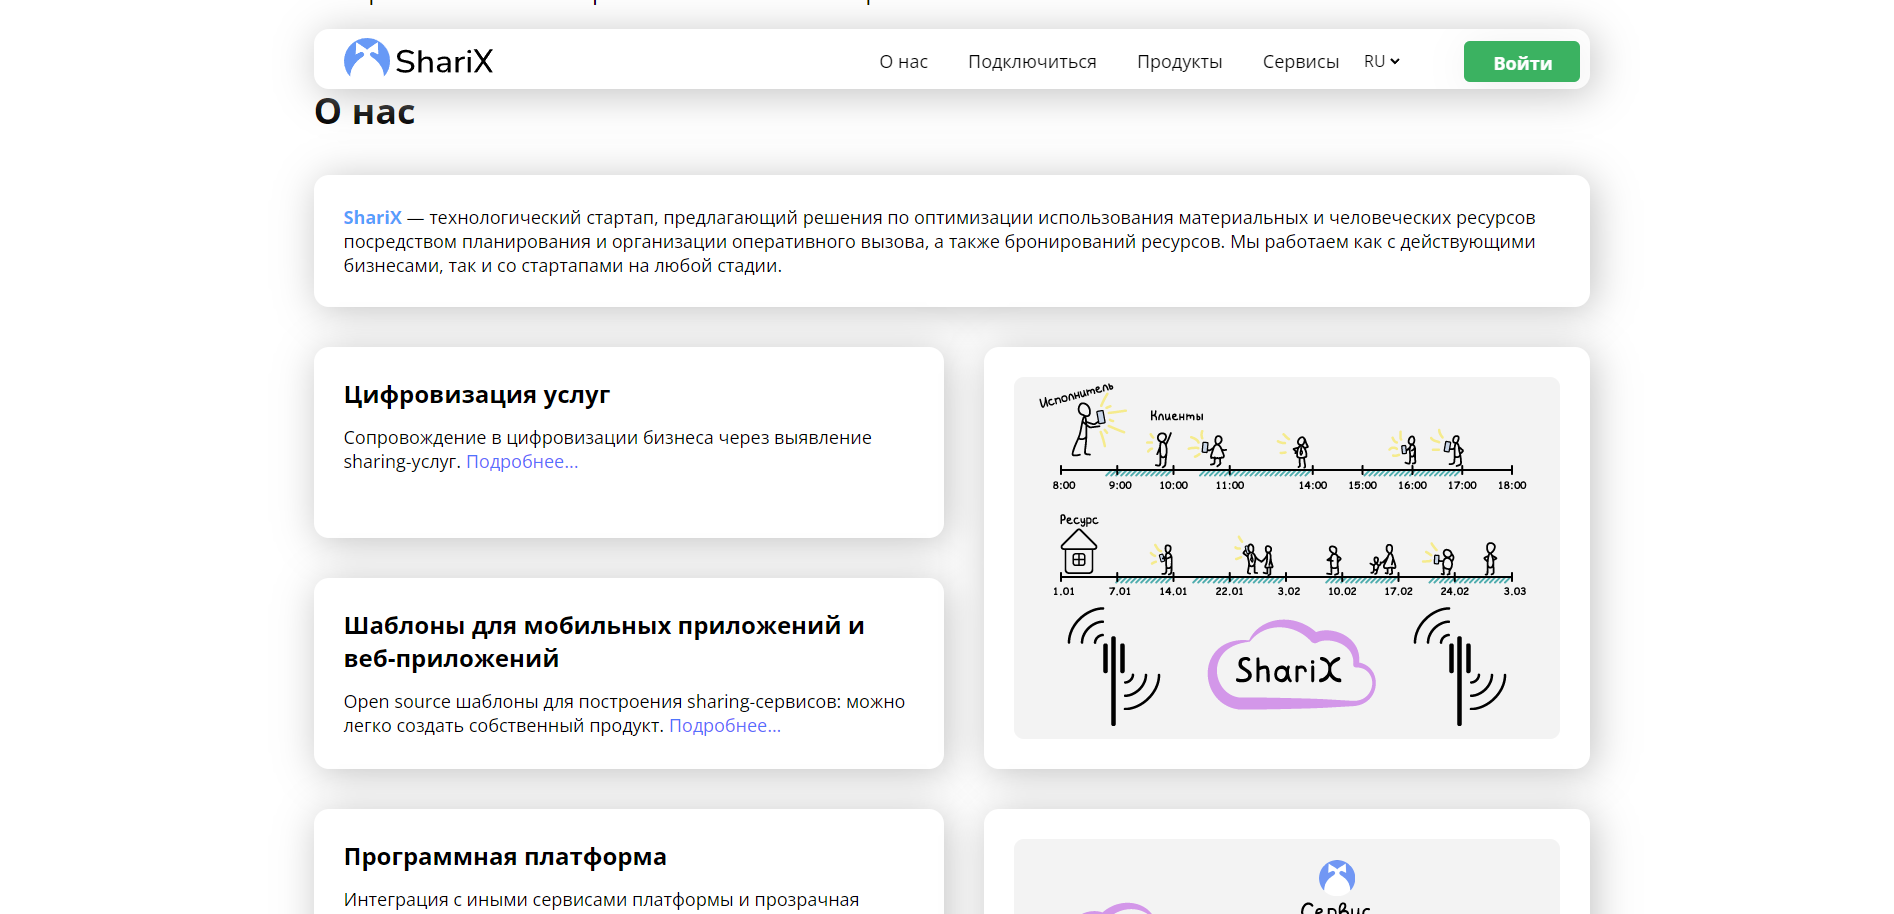 ShariX
О нас
Подключиться
Продукты
Сервисы
RU
Войти
О нас
ShariX — технологический стартап, предлагающий решения по оптимизации использования материальных и человеческих ресурсов
посредством планирования и организации оперативного вызова, а также бронирований ресурсов. Мы работаем как с действующими
бизнесами, так и со стартапами на любой стадии.
Цифровизация услуг
Сопровождение в цифровизации бизнеса через выявление
sharing-услуг. Подробнее...
Шаблоны для мобильных приложений и
веб-приложений
Open source шаблоны для построения sharing-сервисов: можно
легко создать собственный продукт. Подробнее...
Исполнитель
Клиенты
8:00 9:00 10:00 11:00 14:00 15:00 16:00 17:00 18:00
Ресурс
1.01 7.01 14.01 22.01 3.02 10.02 17.02 24.02 3.03
ShariX
Программная платформа
Интеграция с иными сервисами платформы и прозрачная
Сервис